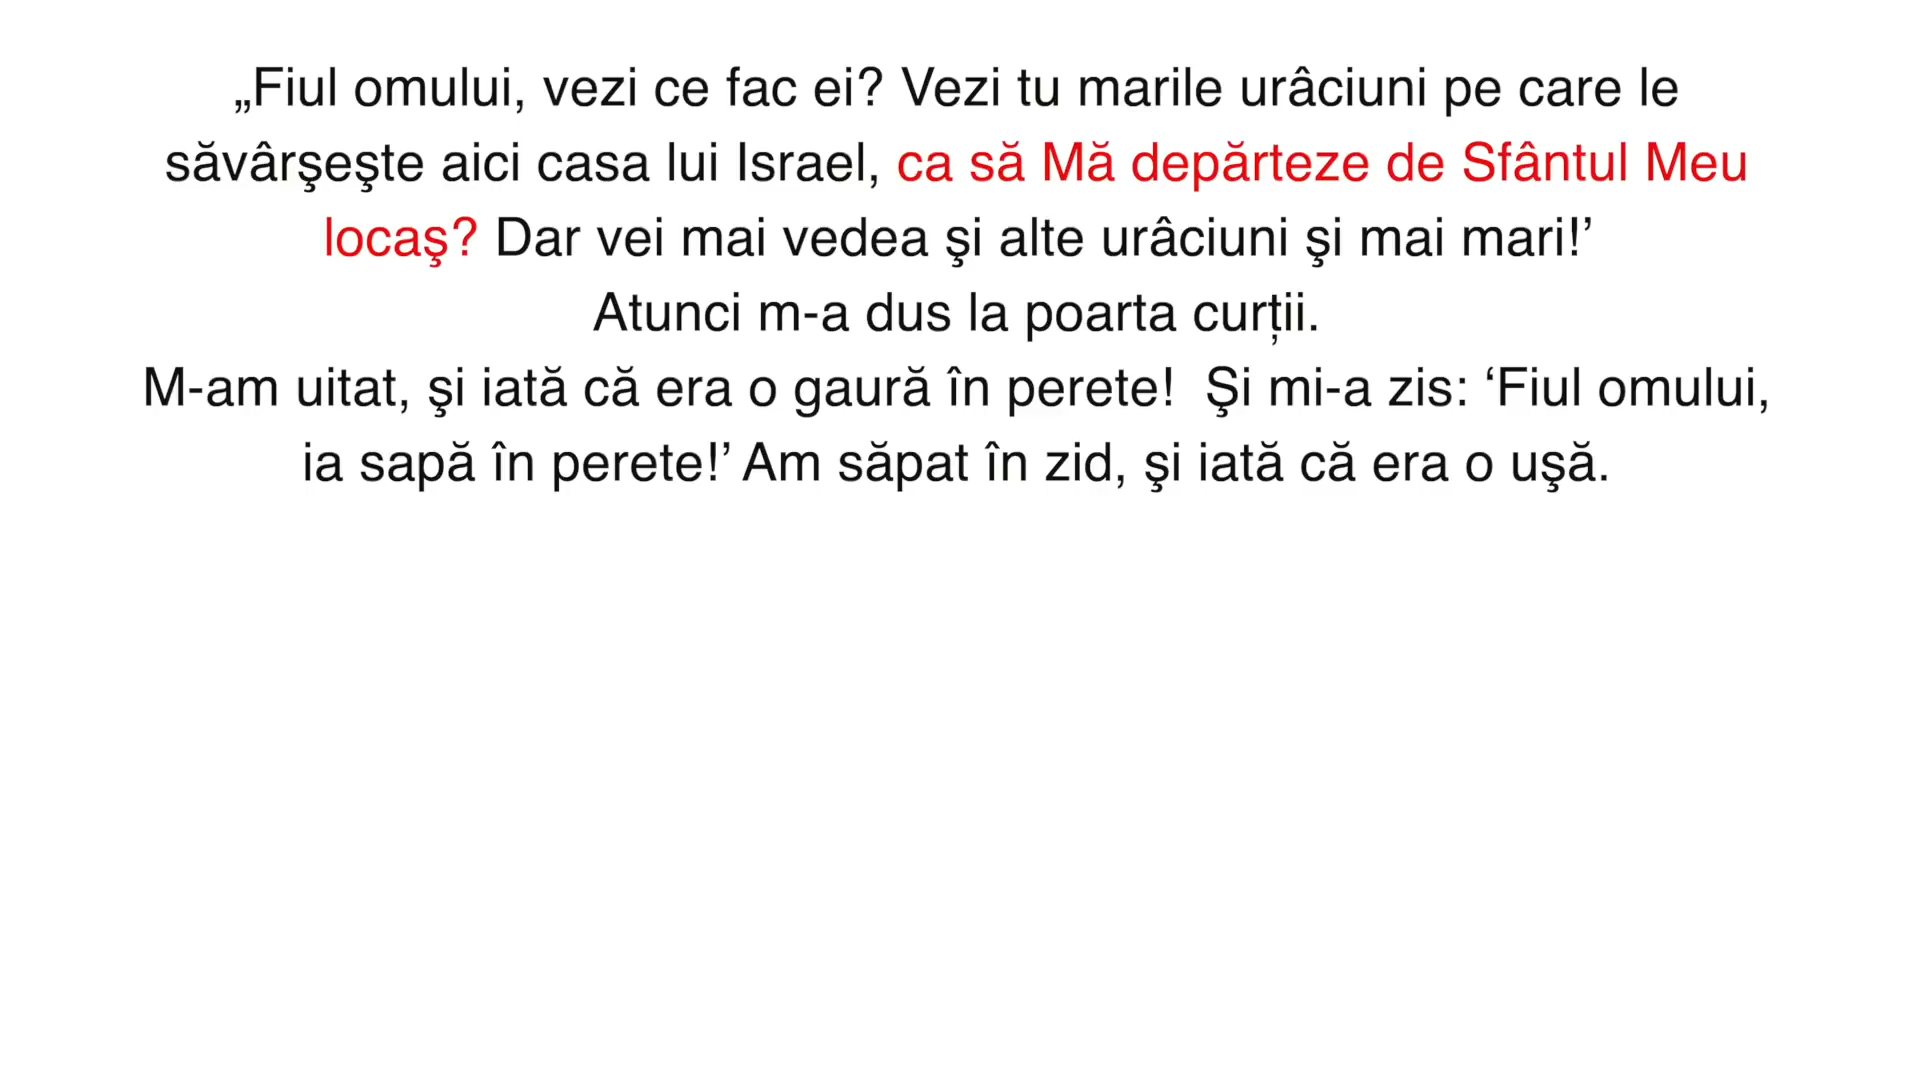 „Fiul omului, vezi ce fac ei? Vezi tu marile urâciuni pe care le
săvârşeşte aici casa lui Israel, ca să Mă depărteze de Sfântul Meu
locaş? Dar vei mai vedea şi alte urâciuni şi mai mari!’
Atunci m-a dus la poarta curții.
M-am uitat, şi iată că era o gaură în perete!  Şi mi-a zis: ‘Fiul omului,
ia sapă în perete!’ Am săpat în zid, şi iată că era o uşă.